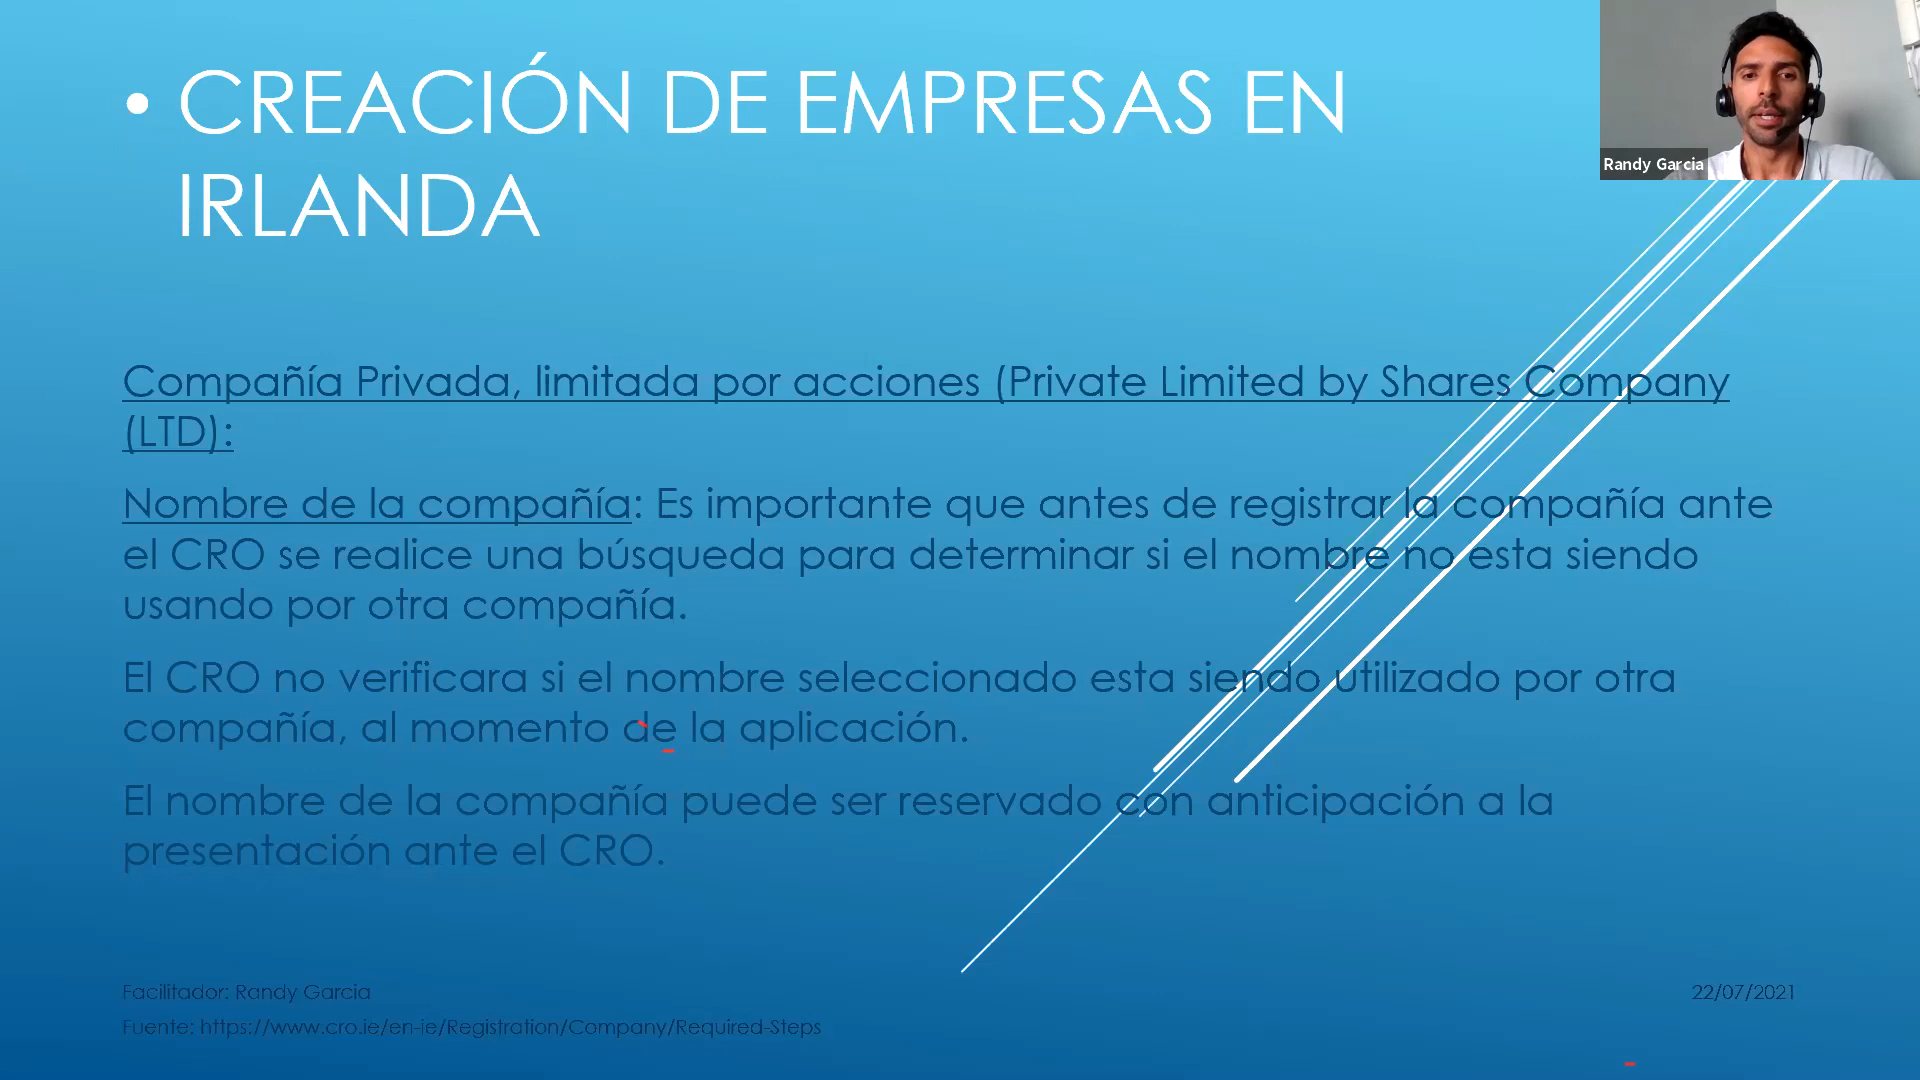 • CREACIÓN DE EMPRESAS EN
IRLANDA
Randy Garcia
Compañía Privada, limitada por acciones (Private Limited by Shares Company
(LTD):
Nombre de la compañía: Es importante que antes de registrar la compañía ante
el CRO se realice una búsqueda para determinar si el nombre no esta siendo
usando por otra compañía.
El CRO no verificara si el nombre seleccionado esta siendo utilizado por otra
compañía, al momento de la aplicación.
El nombre de la compañía puede ser reservado con anticipación a la
presentación ante el CRO.
Facilitador: Randy Garcia
22/07/2021
Fuente: https://www.cro.ie/en-ie/Registration/Company/Required-Steps